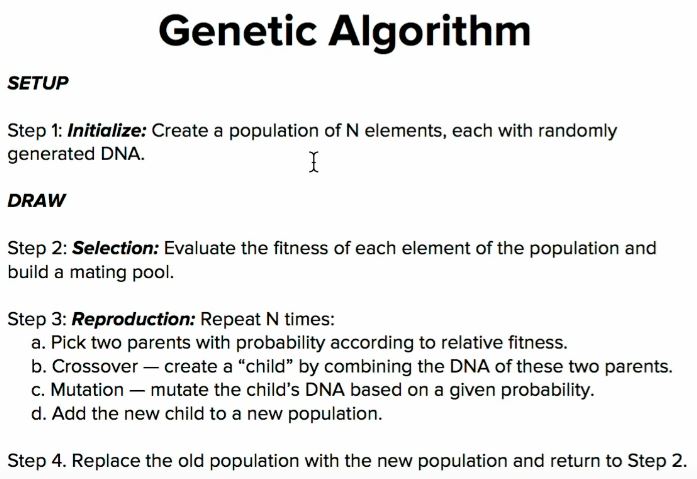 Genetic Algorithm
SETUP
Step 1: Initialize: Create a population of N elements, each with randomly
generated DNA.
DRAW
Step 2: Selection: Evaluate the fitness of each element of the population and
build a mating pool.
Step 3: Reproduction: Repeat N times:
a. Pick two parents with probability according to relative fitness.
b. Crossover — create a “child” by combining the DNA of these two parents.
c. Mutation — mutate the child’s DNA based on a given probability.
d. Add the new child to a new population.
Step 4. Replace the old population with the new population and return to Step 2.